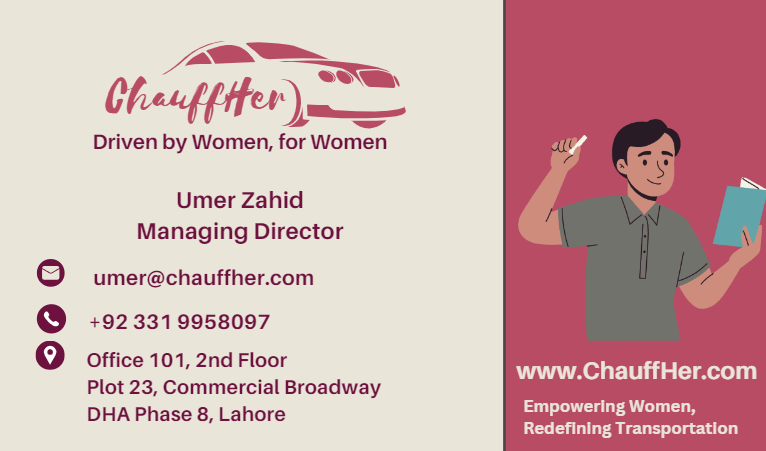 ChauffHer
Driven by Women, for Women
Umer Zahid
Managing Director
umer@chauffher.com
+92 331 9958097
Office 101, 2nd Floor
Plot 23, Commercial Broadway
DHA Phase 8, Lahore
www.ChauffHer.com
Empowering Women,
Redefining Transportation